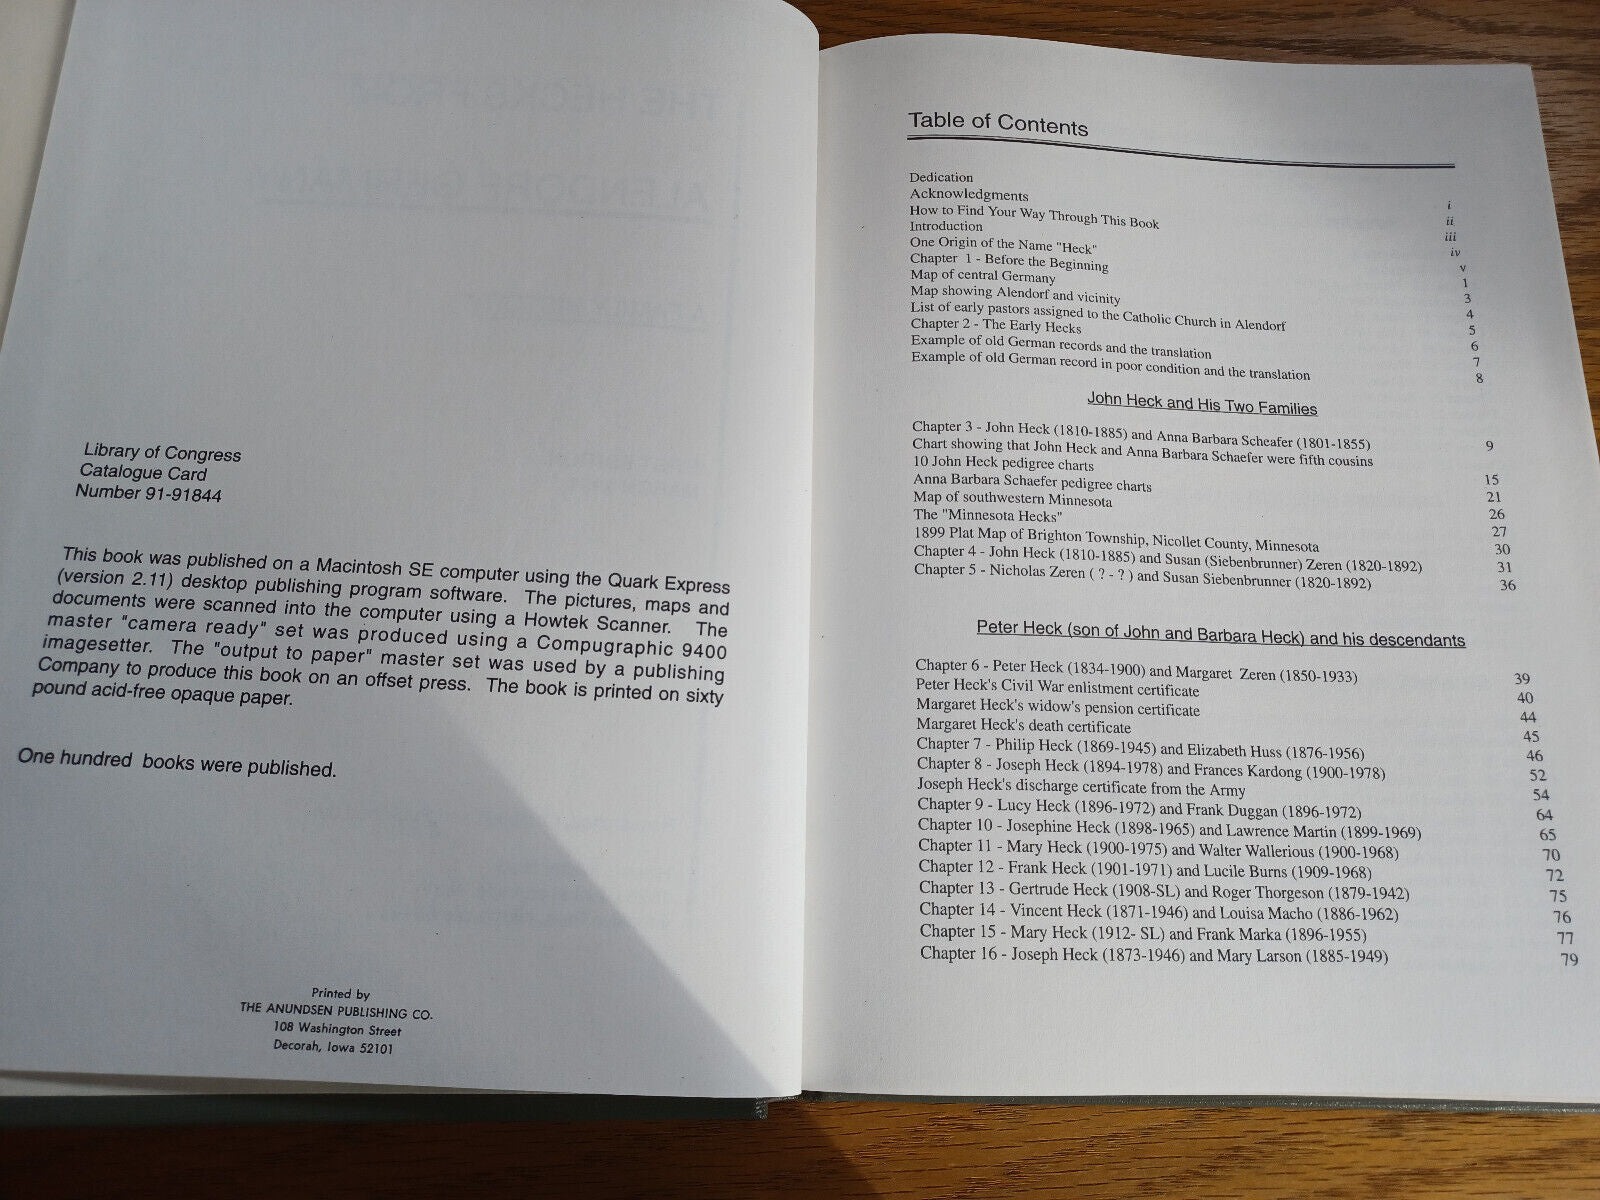 Library of Congress
Catalogue Card
Number 91-91844
This book was published on a Macintosh SE computer using the Quark Express
(version 2.11) desktop publishing program software. The pictures, maps and
documents were scanned into the computer using a Howtek Scanner. The
master "camera ready" set was produced using a Compugraphic 9400
imagesetter. The "output to paper" master set was used by a publishing
Company to produce this book on an offset press. The book is printed on sixty
pound acid-free opaque paper.
One hundred books were published.
Printed by
THE ANUNDSEN PUBLISHING CO.
108 Washington Street
Decorah, Iowa 52101
Table of Contents
Dedication i
Acknowledgments ii
How to Find Your Way Through This Book iii
Introduction iv
One Origin of the Name "Heck" v
Chapter 1 - Before the Beginning 1
Map of central Germany 3
Map showing Alendorf and vicinity 4
List of early pastors assigned to the Catholic Church in Alendorf 5
Chapter 2 - The Early Hecks 6
Example of old German records and the translation 7
Example of old German record in poor condition and the translation 8
John Heck and His Two Families
Chapter 3 - John Heck (1810-1885) and Anna Barbara Scheafer (1801-1855) 9
Chart showing that John Heck and Anna Barbara Schaefer were fifth cousins
10 John Heck pedigree charts 15
Anna Barbara Schaefer pedigree charts 21
Map of southwestern Minnesota 26
The "Minnesota Hecks" 27
1899 Plat Map of Brighton Township, Nicollet County, Minnesota 30
Chapter 4 - John Heck (1810-1885) and Susan (Siebenbrunner) Zeren (1820-1892) 31
Chapter 5 - Nicholas Zeren ( ? - ? ) and Susan Siebenbrunner (1820-1892) 36
Peter Heck (son of John and Barbara Heck) and his descendants
Chapter 6 - Peter Heck (1834-1900) and Margaret Zeren (1850-1933) 39
Peter Heck's Civil War enlistment certificate 40
Margaret Heck's widow's pension certificate 44
Margaret Heck's death certificate 45
Chapter 7 - Philip Heck (1869-1945) and Elizabeth Huss (1876-1956) 46
Chapter 8 - Joseph Heck (1894-1978) and Frances Kardong (1900-1978) 52
Joseph Heck's discharge certificate from the Army 54
Chapter 9 - Lucy Heck (1896-1972) and Frank Duggan (1896-1972) 64
Chapter 10 - Josephine Heck (1898-1965) and Lawrence Martin (1899-1969) 65
Chapter 11 - Mary Heck (1900-1975) and Walter Wallerious (1900-1968) 70
Chapter 12 - Frank Heck (1901-1971) and Lucile Burns (1909-1968) 72
Chapter 13 - Gertrude Heck (1908-SL) and Roger Thorgeson (1879-1942) 75
Chapter 14 - Vincent Heck (1871-1946) and Louisa Macho (1886-1962) 76
Chapter 15 - Mary Heck (1912- SL) and Frank Marka (1896-1955) 77
Chapter 16 - Joseph Heck (1873-1946) and Mary Larson (1885-1949) 79